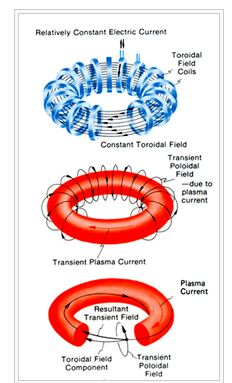 Relatively Constant Electric Current
Toroidal
Field
Coils
Constant Toroidal Field
Transient
Poloidal
Field
—due to
plasma
current
Transient Plasma Current
Plasma
Current
Resultant
Transient Field
Toroidal Field
Component
Transient
Poloidal
Field